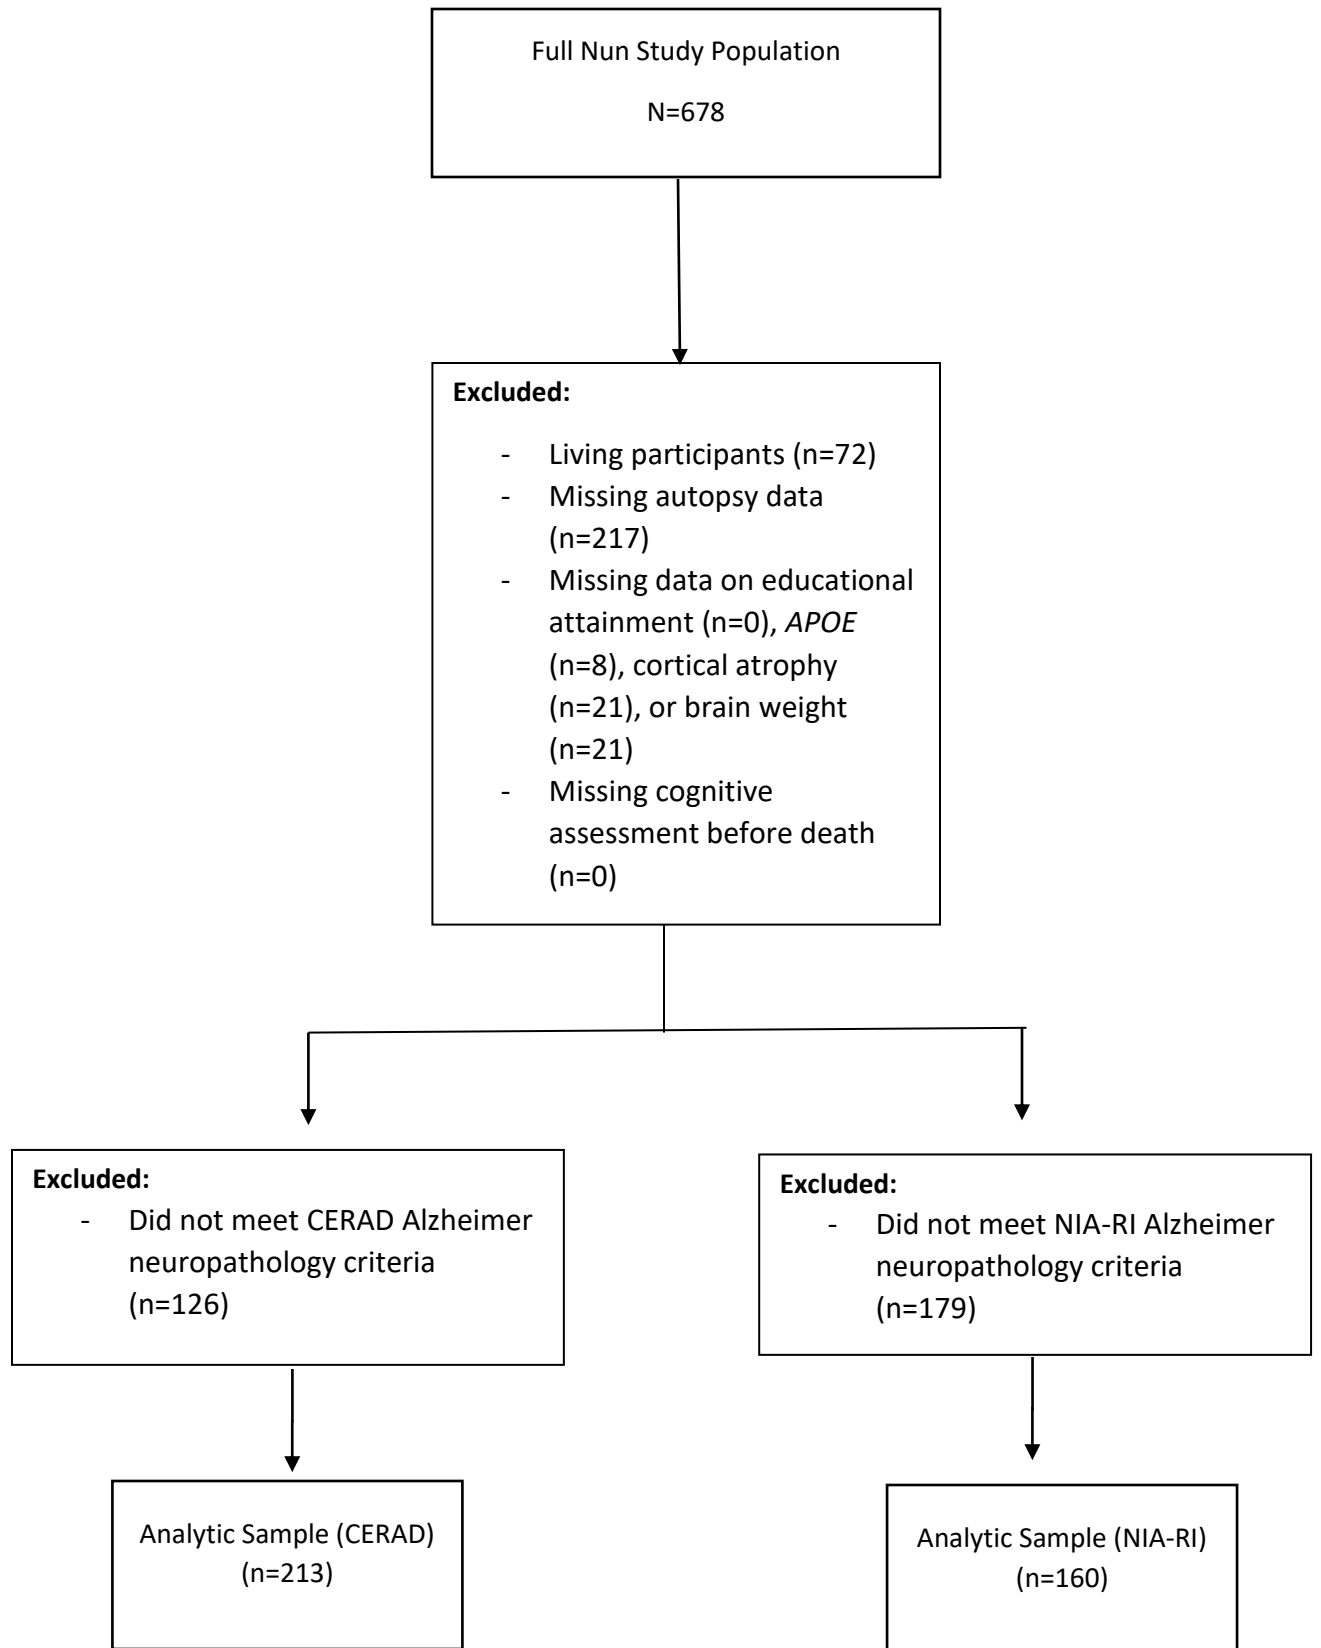 Full Nun Study Population
N=678
Excluded:
- Living participants (n=72)
- Missing autopsy data
(n=217)
- Missing data on educational
attainment (n=0), APOE
(n=8), cortical atrophy
(n=21), or brain weight
(n=21)
- Missing cognitive
assessment before death
(n=0)
Excluded:
- Did not meet CERAD Alzheimer
neuropathology criteria
(n=126)
Excluded:
- Did not meet NIA-RI Alzheimer
neuropathology criteria
(n=179)
Analytic Sample (CERAD)
(n=213)
Analytic Sample (NIA-RI)
(n=160)